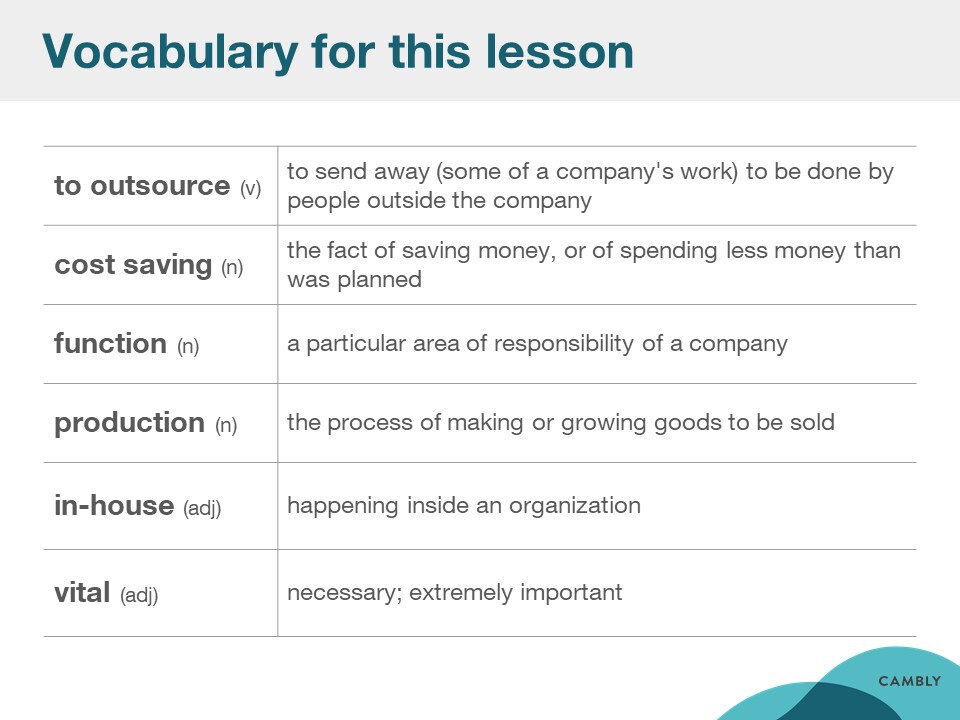 Vocabulary for this lesson
to outsource (v)
to send away (some of a company's work) to be done by
people outside the company
cost saving (n)
the fact of saving money, or of spending less money than
was planned
function (n)
a particular area of responsibility of a company
production (n)
the process of making or growing goods to be sold
in-house (adj)
happening inside an organization
vital (adj)
necessary; extremely important
CAMBLY